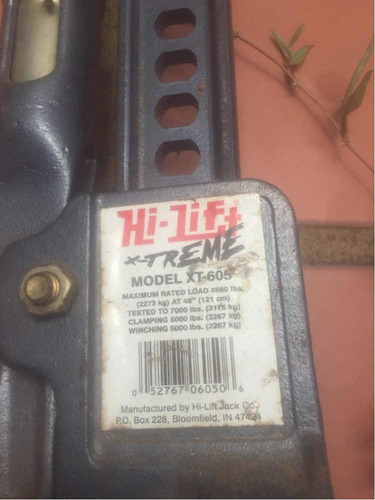 Hi-Lift
X-TREME
MODEL XT-605
MAXIMUM RATED LOAD 4660 lbs.
(2273 kg) AT 48" (121 cm)
TESTED TO 7000 lbs. (3175 kg)
CLAMPING 5000 lbs. (2267 kg)
WINCHING 5000 lbs. (2267 kg)
0 52767 06050 6
Manufactured by Hi-Lift Jack Co.
P.O. Box 228, Bloomfield, IN 47424